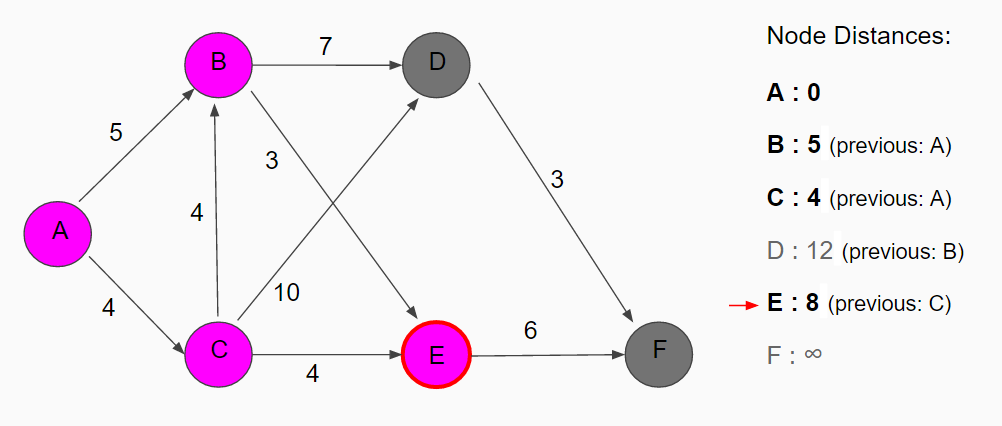 B
7
D
5
3
3
4
A
10
4
C
4
E
6
F
Node Distances:
A : 0
B : 5 (previous: A)
C : 4 (previous: A)
D : 12 (previous: B)
E : 8 (previous: C)
F : ∞